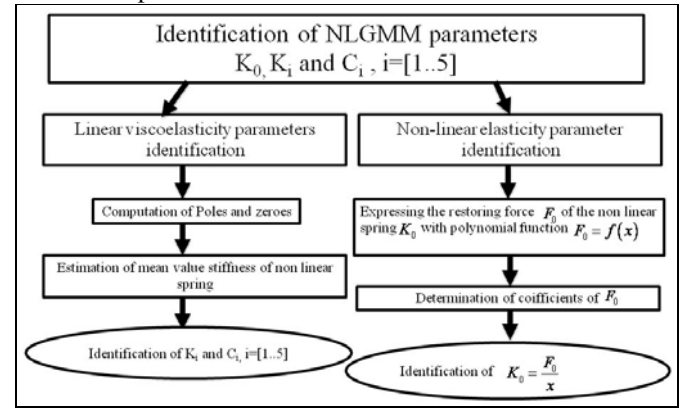 Identification of NLGMM parameters
K₀, Kᵢ and Cᵢ , i=[1..5]
Linear viscoelasticity parameters
identification
Computation of Poles and zeroes
Estimation of mean value stiffness of non linear
spring
Identification of Kᵢ and Cᵢ, i=[1..5]
Non-linear elasticity parameter
identification
Expressing the restoring force F₀ of the non linear
spring K₀ with polynomial function F₀ = f(x)
Determination of coifficients of F₀
Identification of K₀ = F₀/x